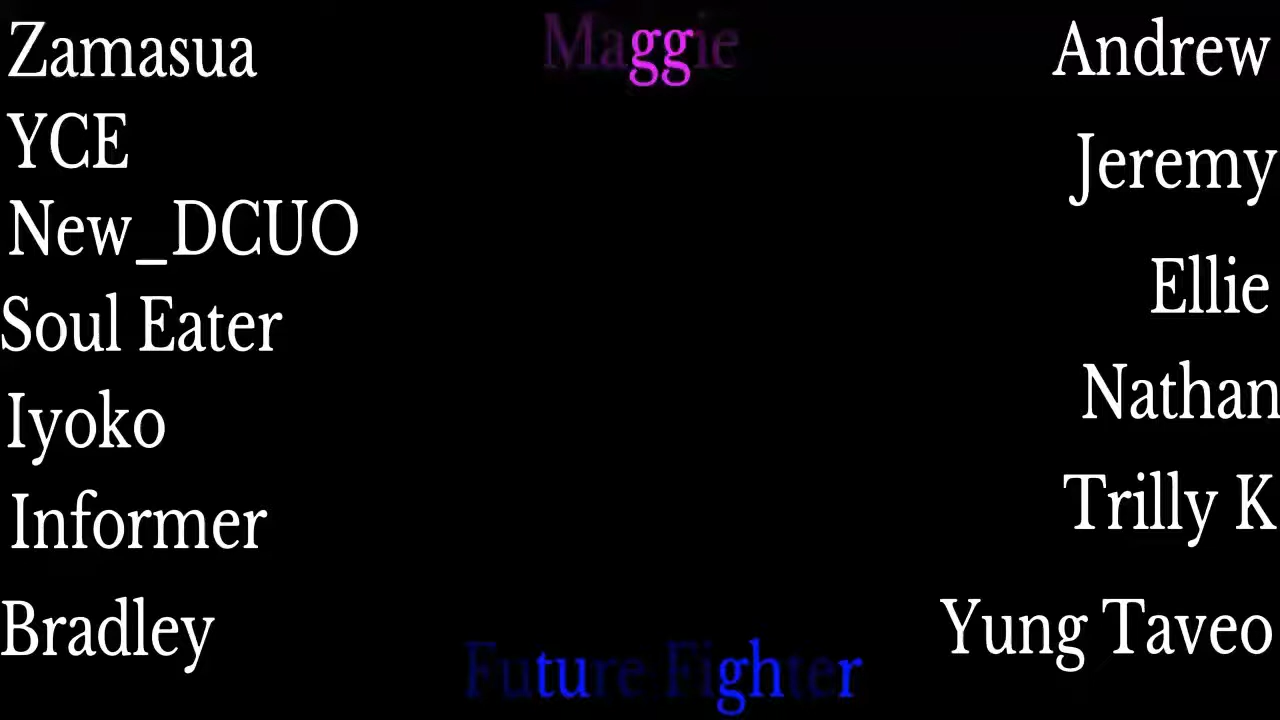 Zamasua
YCE
New_DCUO
Soul Eater
Iyoko
Informer
Bradley
Maggie
Future Fighter
Andrew
Jeremy
Ellie
Nathan
Trilly K
Yung Taveo